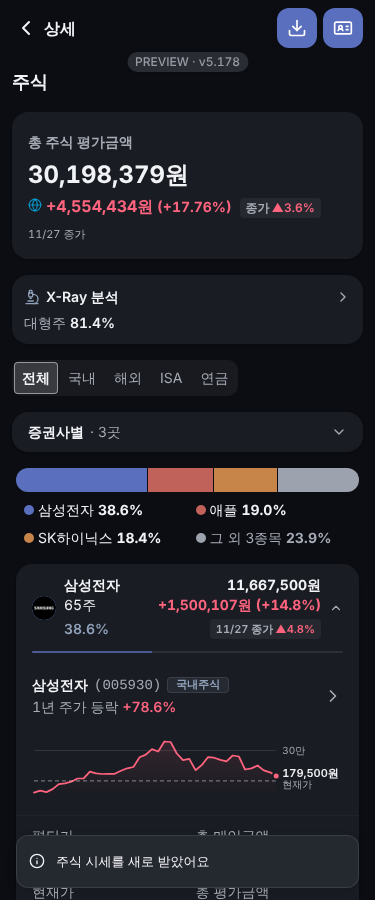 상세
PREVIEW · v5.178
주식
총 주식 평가금액
30,198,379원
+4,554,434원 (+17.76%) 종가 ▲3.6%
11/27 종가
X-Ray 분석
대형주 81.4%
전체 국내 해외 ISA 연금
증권사별 · 3곳
삼성전자 38.6% 애플 19.0%
SK하이닉스 18.4% 그 외 3종목 23.9%
삼성전자 11,667,500원
SAMSUNG 65주 +1,500,107원 (+14.8%)
38.6% 11/27 종가 ▲4.8%
삼성전자 (005930) 국내주식
1년 주가 등락 +78.6%
30만
179,500원
현재가
주식 시세를 새로 받았어요
현재가 총 평가금액